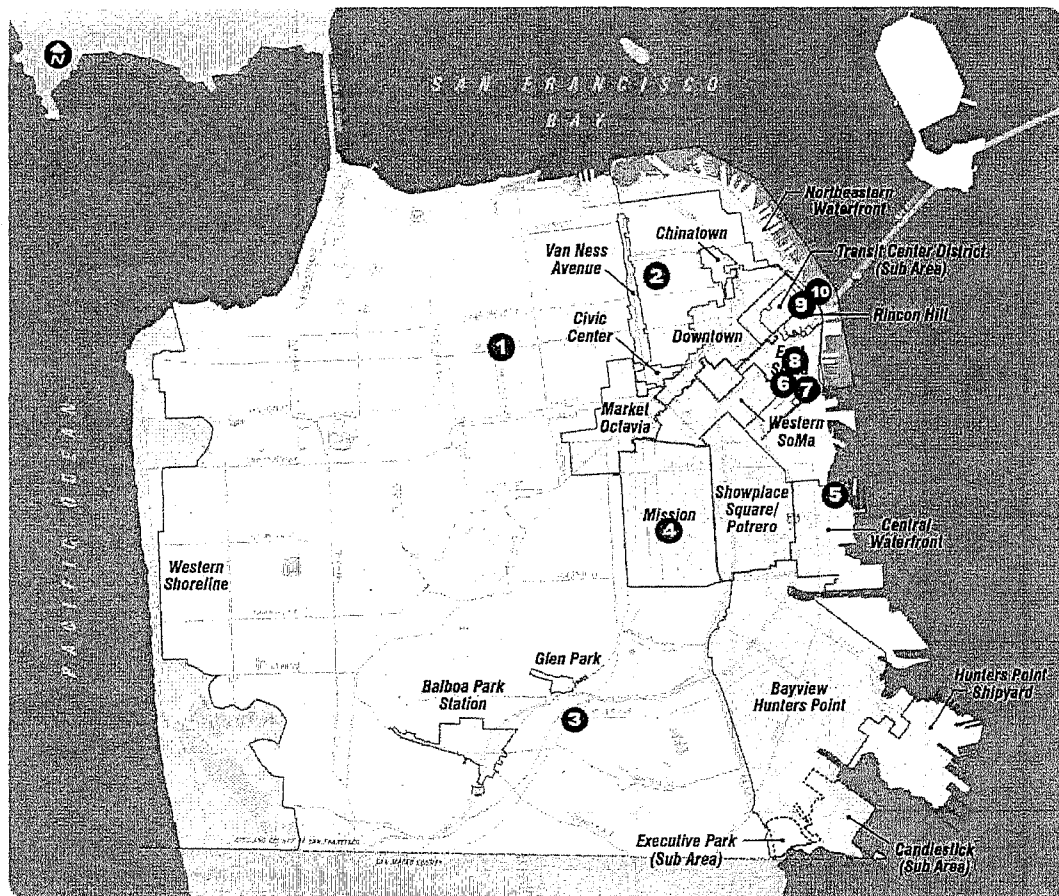 N
SAN FRANCISCO
BAY
Northeastern
Waterfront
Chinatown
Transit Center District
(Sub Area)
Van Ness
Avenue
2
10
9
Rincon Hill
Civic
Center
Downtown
1
8
6
7
Market
Octavia
Western
SoMa
PACIFIC OCEAN
5
Showplace
Square/
Potrero
Mission
4
Central
Waterfront
Western
Shoreline
Glen Park
Balboa Park
Station
3
Bayview
Hunters Point
Hunters Point
Shipyard
Executive Park
(Sub Area)
Candlestick
(Sub Area)
SAN MATEO COUNTY